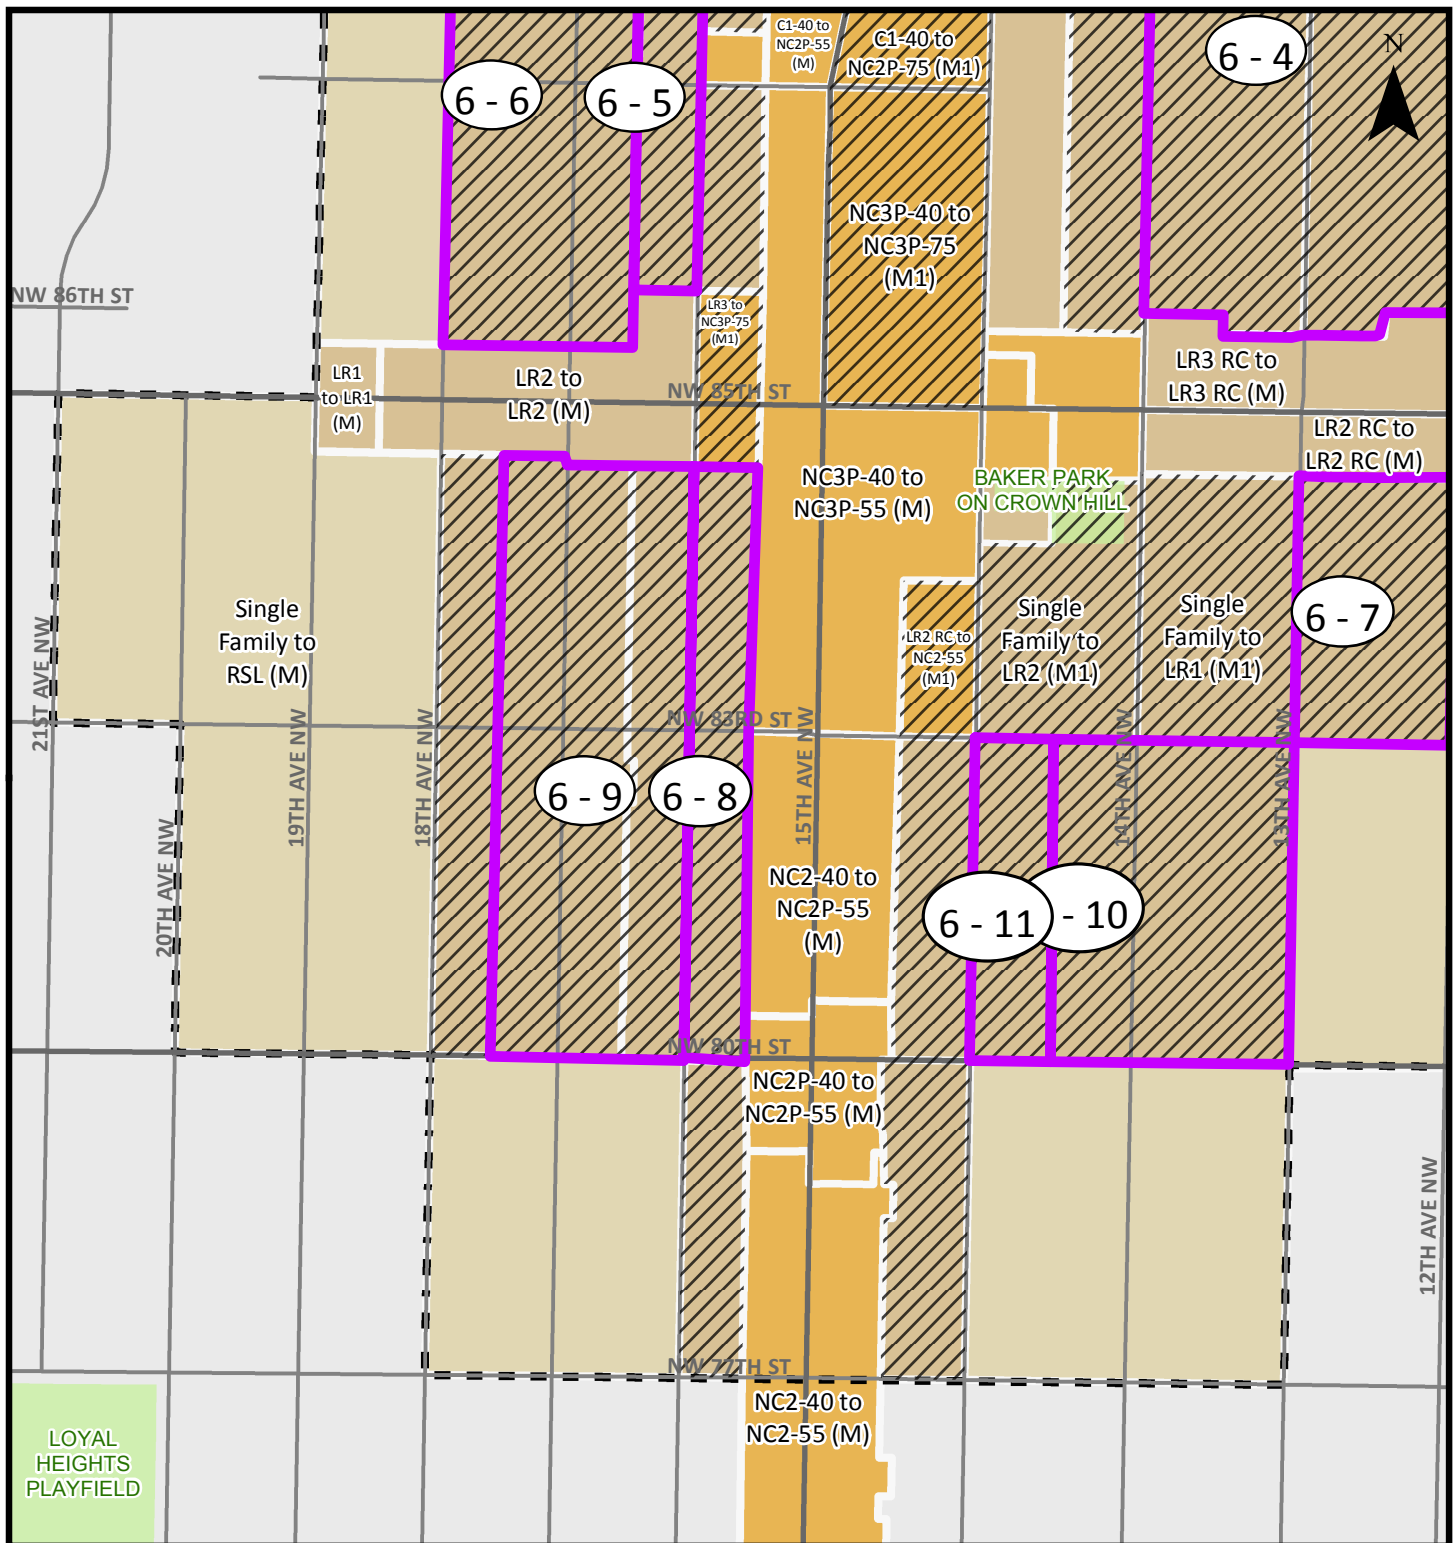 C1-40 to
NC2P-55
(M)
C1-40 to
NC2P-75 (M1)
6 - 4
N
6 - 6
6 - 5
NC3P-40 to
NC3P-75
(M1)
NW 86TH ST
LR3 to
NC3P-75
(M1)
LR1
to LR1
(M)
LR2 to
LR2 (M)
NW 85TH ST
LR3 RC to
LR3 RC (M)
LR2 RC to
LR2 RC (M)
NC3P-40 to
NC3P-55 (M)
BAKER PARK
ON CROWN HILL
Single
Family to
RSL (M)
LR2 RC to
NC2-55
(M1)
Single
Family to
LR2 (M1)
Single
Family to
LR1 (M1)
6 - 7
21ST AVE NW
20TH AVE NW
19TH AVE NW
18TH AVE NW
NW 83RD ST
15TH AVE NW
14TH AVE NW
13TH AVE NW
6 - 9
6 - 8
NC2-40 to
NC2P-55
(M)
6 - 11
- 10
NW 80TH ST
NC2P-40 to
NC2P-55 (M)
12TH AVE NW
NW 77TH ST
NC2-40 to
NC2-55 (M)
LOYAL
HEIGHTS
PLAYFIELD